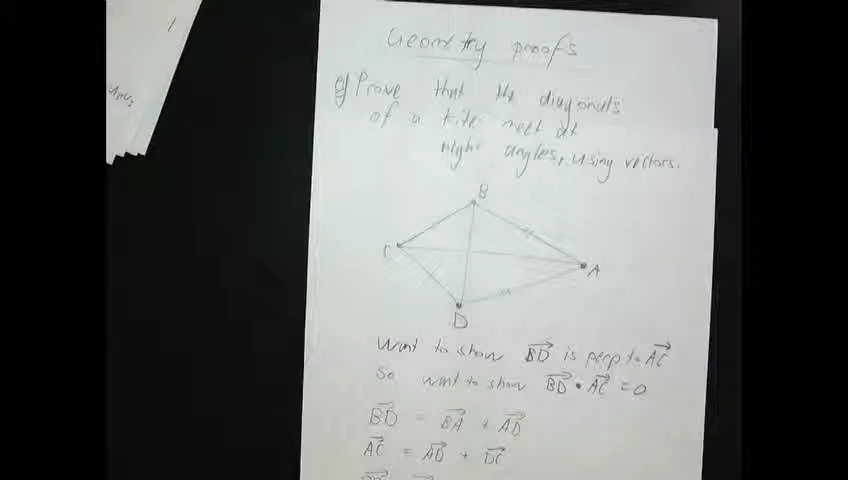 Geometry proofs
Prove that the diagonals
of a kite meet at
right angles, using vectors.
B
C
A
D
Want to show BD is perp to AC
So want to show BD • AC = 0
BD = BA + AD
AC = AD + DC